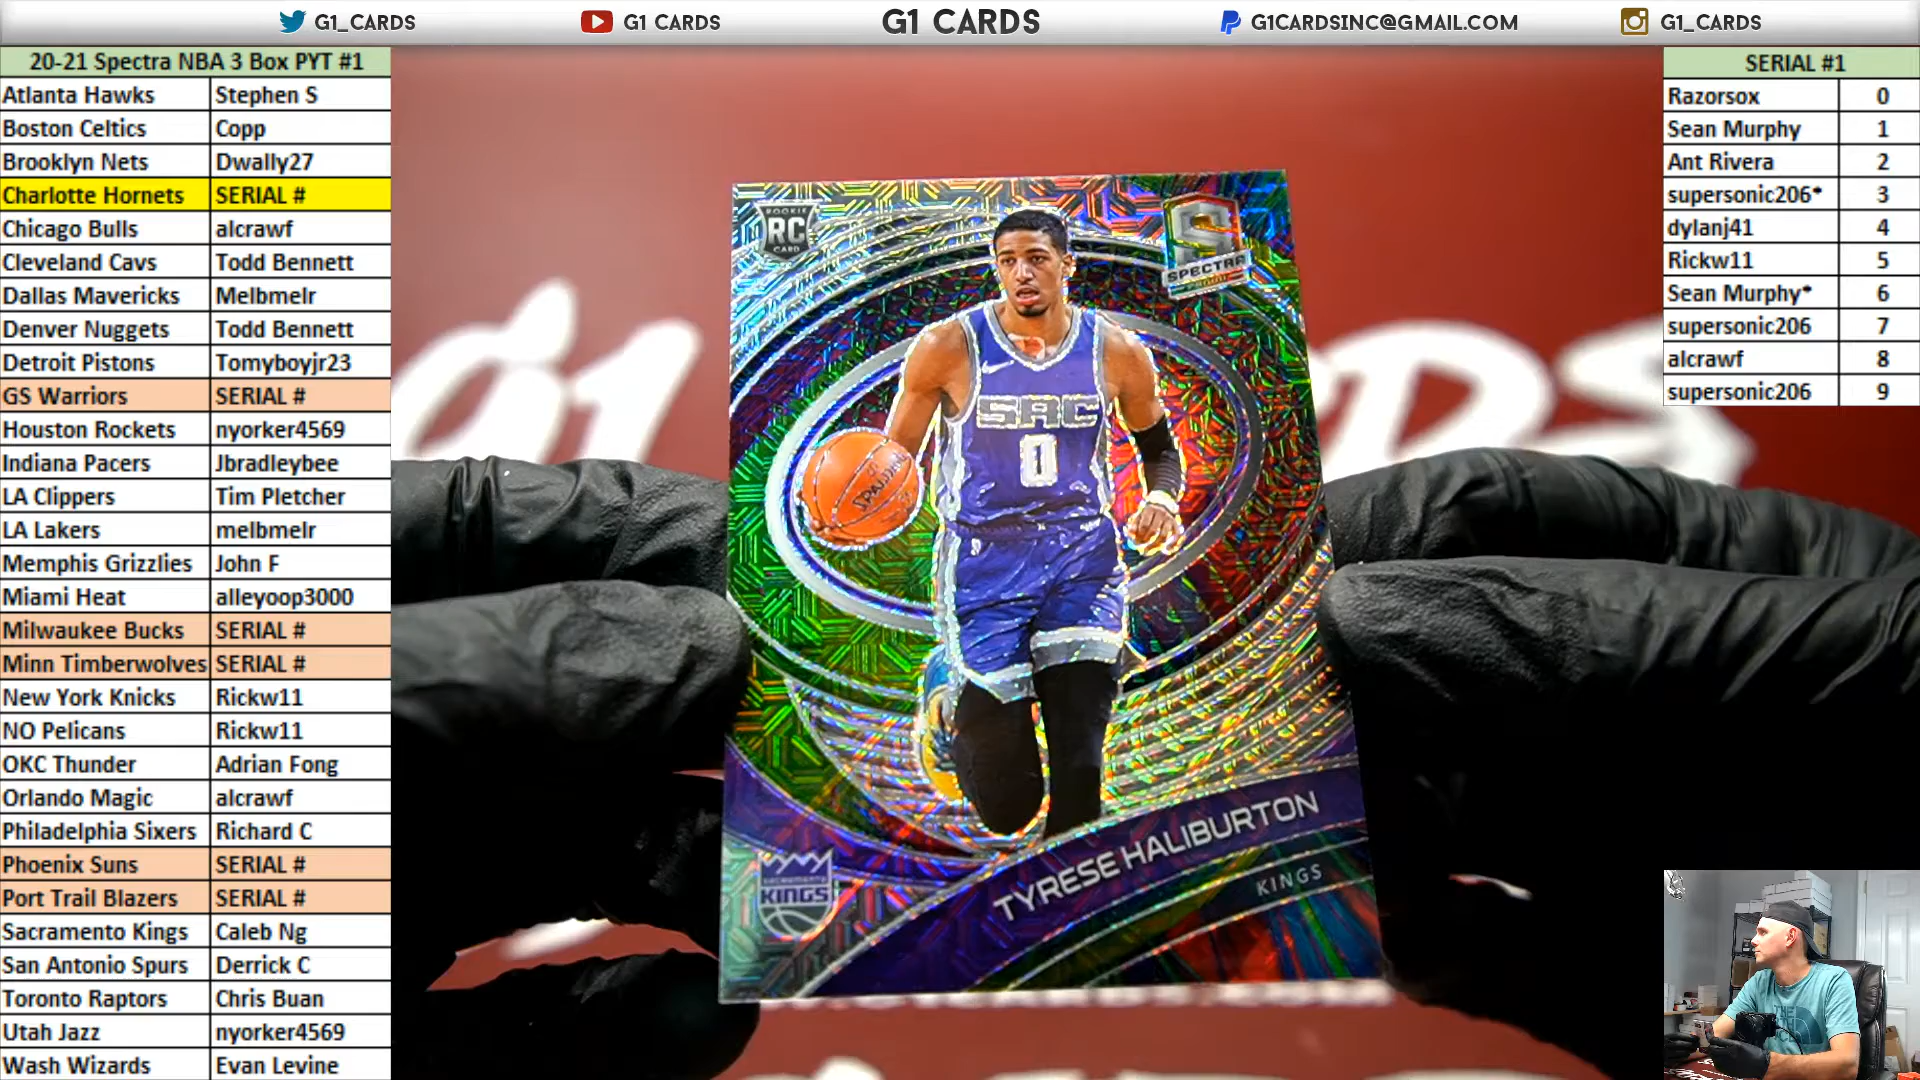 G1_CARDS
G1 CARDS
G1 CARDS
G1CARDSINC@GMAIL.COM
G1_CARDS
20-21 Spectra NBA 3 Box PYT #1
Atlanta Hawks Stephen S
Boston Celtics Copp
Brooklyn Nets Dwally27
Charlotte Hornets SERIAL #
Chicago Bulls alcrawf
Cleveland Cavs Todd Bennett
Dallas Mavericks Melbmelr
Denver Nuggets Todd Bennett
Detroit Pistons Tomyboyjr23
GS Warriors SERIAL #
Houston Rockets nyorker4569
Indiana Pacers Jbradleybee
LA Clippers Tim Pletcher
LA Lakers melbmelr
Memphis Grizzlies John F
Miami Heat alleyoop3000
Milwaukee Bucks SERIAL #
Minn Timberwolves SERIAL #
New York Knicks Rickw11
NO Pelicans Rickw11
OKC Thunder Adrian Fong
Orlando Magic alcrawf
Philadelphia Sixers Richard C
Phoenix Suns SERIAL #
Port Trail Blazers SERIAL #
Sacramento Kings Caleb Ng
San Antonio Spurs Derrick C
Toronto Raptors Chris Buan
Utah Jazz nyorker4569
Wash Wizards Evan Levine
SERIAL #1
Razorsox 0
Sean Murphy 1
Ant Rivera 2
supersonic206* 3
dylanj41 4
Rickw11 5
Sean Murphy* 6
supersonic206 7
alcrawf 8
supersonic206 9
ROOKIE
RC
CARD
S
SPECTRA
SAC
0
SPALDING
TYRESE HALIBURTON
KINGS
SACRAMENTO
KINGS
G1